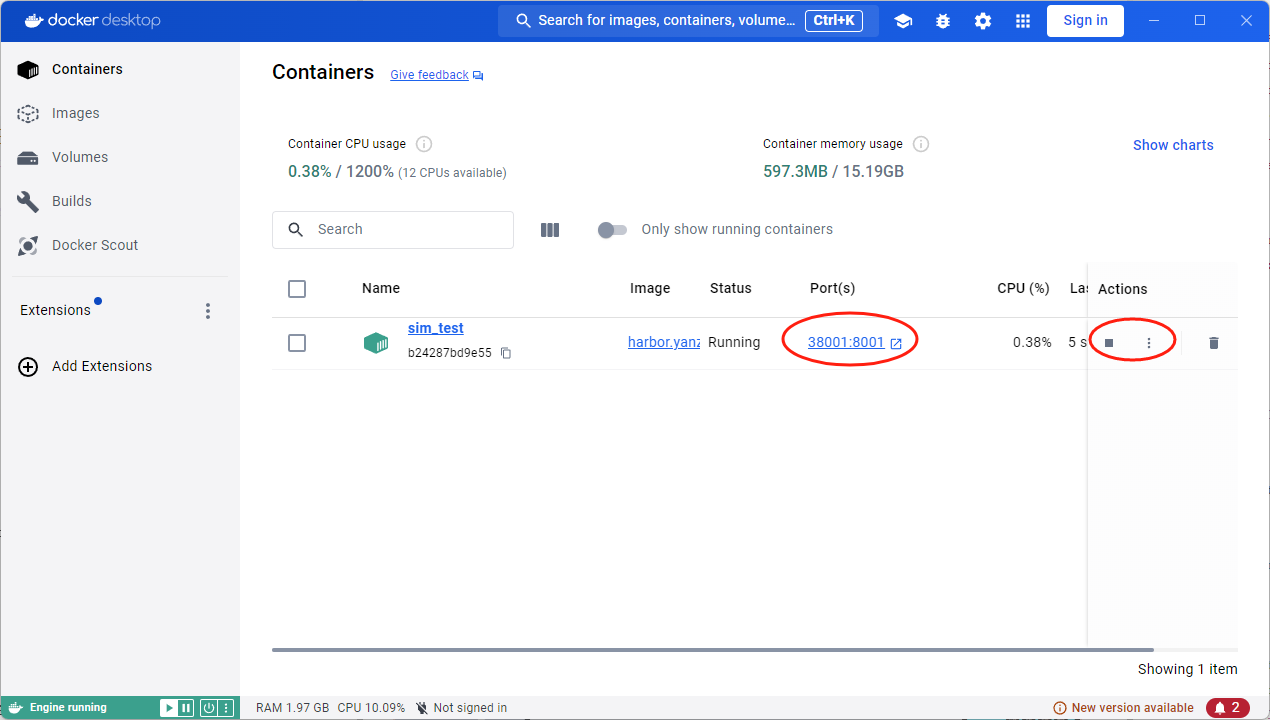 docker desktop
Search for images, containers, volume... Ctrl+K
Sign in
Containers
Images
Volumes
Builds
Docker Scout
Extensions
Add Extensions
Containers Give feedback
Container CPU usage
0.38% / 1200% (12 CPUs available)
Container memory usage
597.3MB / 15.19GB
Show charts
Search
Only show running containers
Name Image Status Port(s) CPU (%) Las Actions
sim_test
b24287bd9e55
harbor.yanz Running 38001:8001 0.38% 5 s
Showing 1 item
Engine running
RAM 1.97 GB CPU 10.09% Not signed in
New version available 2